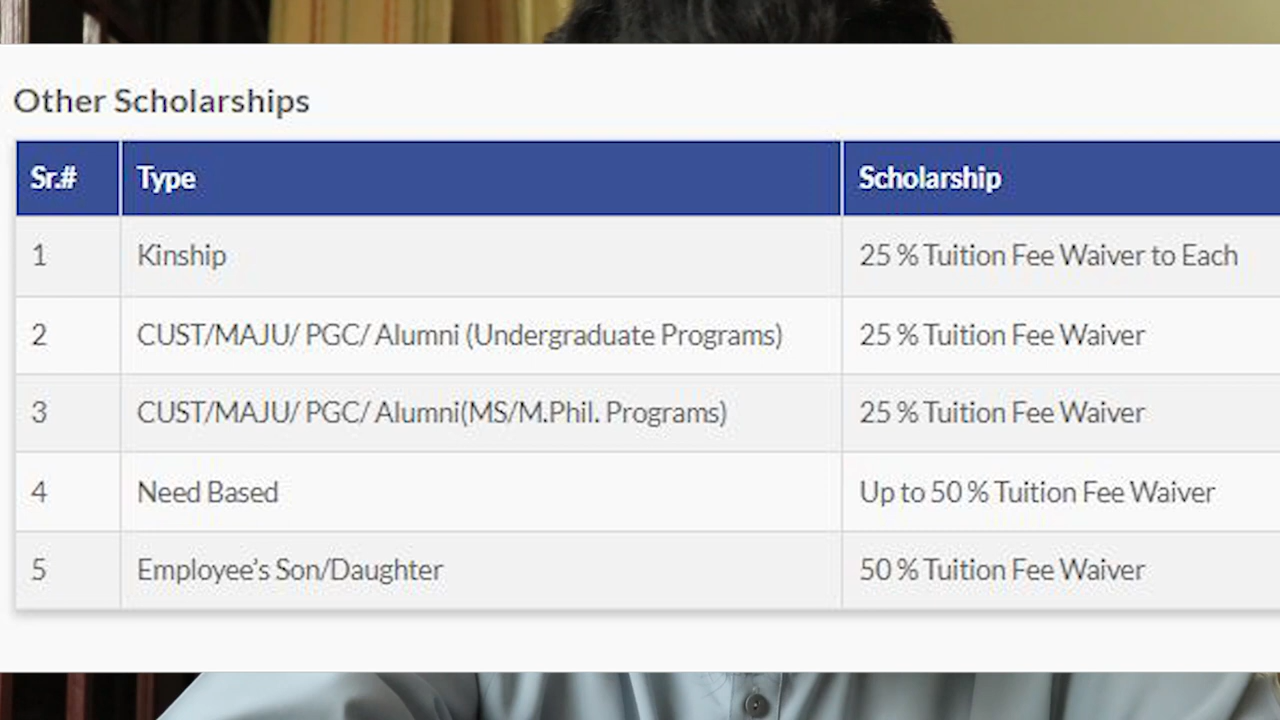 Other Scholarships
Sr.# Type Scholarship
1 Kinship 25 % Tuition Fee Waiver to Each
2 CUST/MAJU/ PGC/ Alumni (Undergraduate Programs) 25 % Tuition Fee Waiver
3 CUST/MAJU/ PGC/ Alumni(MS/M.Phil. Programs) 25 % Tuition Fee Waiver
4 Need Based Up to 50 % Tuition Fee Waiver
5 Employee’s Son/Daughter 50 % Tuition Fee Waiver